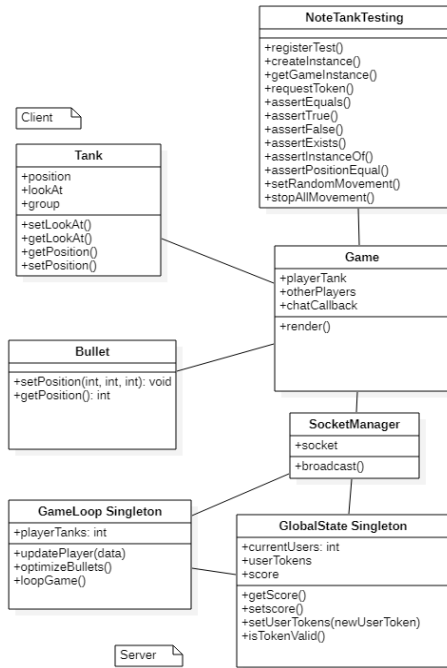 NoteTankTesting
+registerTest()
+createInstance()
+getGameInstance()
+requestToken()
+assertEquals()
+assertTrue()
+assertFalse()
+assertExists()
+assertInstanceOf()
+assertPositionEqual()
+setRandomMovement()
+stopAllMovement()
Client
Tank
+position
+lookAt
+group
+setLookAt()
+getLookAt()
+getPosition()
+setPosition()
Game
+playerTank
+otherPlayers
+chatCallback
+render()
Bullet
+setPosition(int, int, int): void
+getPosition(): int
SocketManager
+socket
+broadcast()
GameLoop Singleton
+playerTanks: int
+updatePlayer(data)
+optimizeBullets()
+loopGame()
GlobalState Singleton
+currentUsers: int
+userTokens
+score
+getScore()
+setscore()
+setUserTokens(newUserToken)
+isTokenValid()
Server